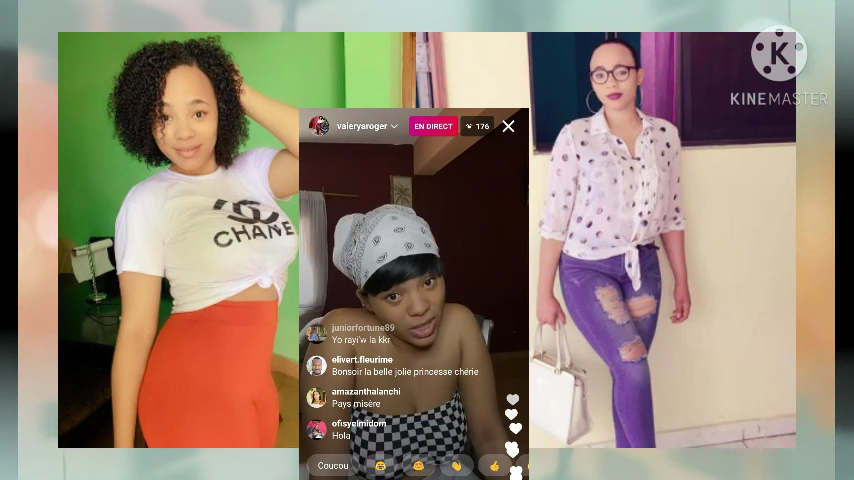 K
KINEMASTER
valeryaroger
EN DIRECT
176
CHANE
juniorfortune89
Yo rayi'w la kkr
elivert.fleurime
Bonsoir la belle jolie princesse chérie
amazanthalanchi
Pays misère
ofisyelmidom
Hola
Coucou